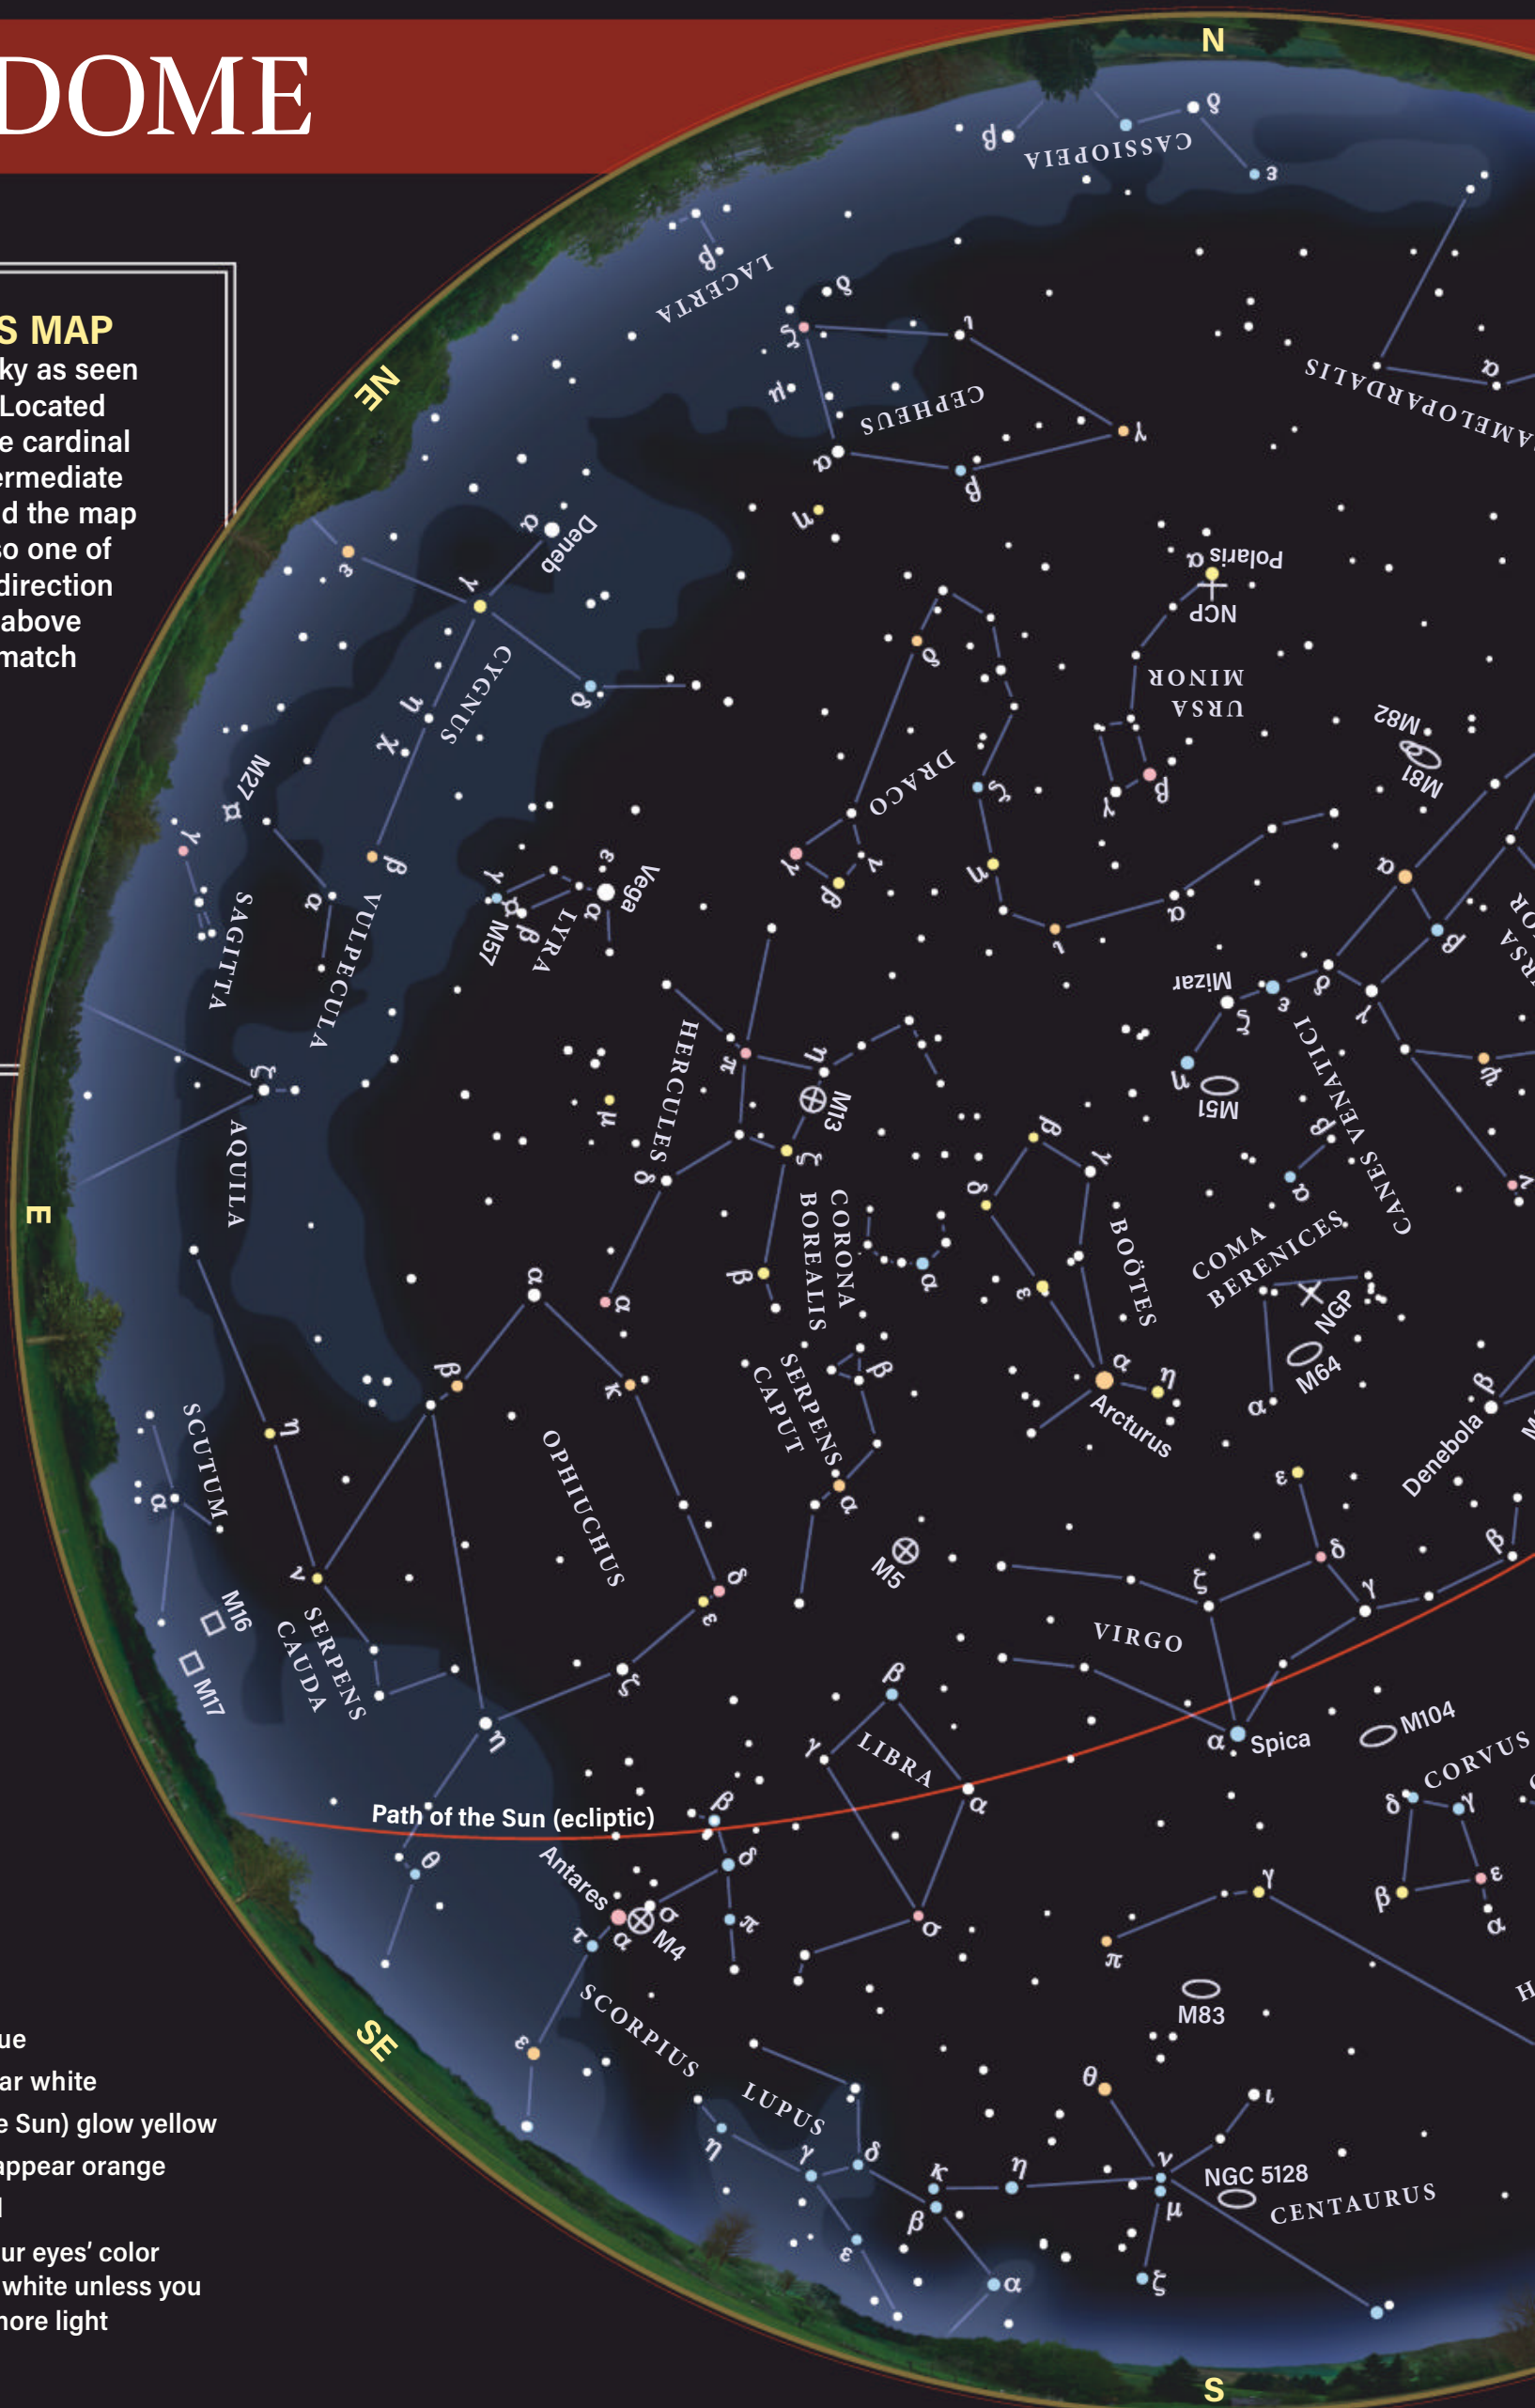 DOME
S MAP
ky as seen
Located
e cardinal
ermediate
d the map
so one of
direction
above
match
N
NE
E
SE
S
β
δ
ε
CASSIOPEIA
β
LACERTA
δ
ζ
ι
μ
CEPHEUS
α
β
γ
η
AMELOPARDALIS
α
α
Deneb
ε
γ
CYGNUS
η
δ
χ
β
α Polaris
NCP
URSA
MINOR
β
γ
δ
DRACO
ζ
η
γ
β
λ
ι
α
M82
M81
α
β
M27
γ
SAGITTA
α
VULPECULA
γ
M57
β
LYRA
α
ε
Vega
Mizar
ζ
ε
δ
γ
η
M51
ψ
ν
CANES VENATICI
β
α
HERCULES
π
η
M13
μ
δ
ζ
β
α
ζ
AQUILA
CORONA
BOREALIS
α
β
γ
δ
ε
BOÖTES
α
η
Arcturus
COMA
BERENICES
NGP
M64
α
β
Denebola
α
β
κ
OPHIUCHUS
δ
ε
ζ
η
θ
SERPENS
CAPUT
β
α
M5
SCUTUM
α
η
ν
M16
M17
SERPENS
CAUDA
ε
δ
γ
ζ
β
VIRGO
α
Spica
M104
CORVUS
δ
γ
β
ε
α
β
γ
LIBRA
α
σ
Path of the Sun (ecliptic)
β
δ
π
Antares
σ
α
τ
M4
SCORPIUS
ε
γ
π
M83
H
LUPUS
η
γ
δ
ε
κ
β
α
η
θ
ι
ν
μ
ζ
NGC 5128
CENTAURUS
ue
ar white
e Sun) glow yellow
appear orange
ur eyes’ color
white unless you
more light